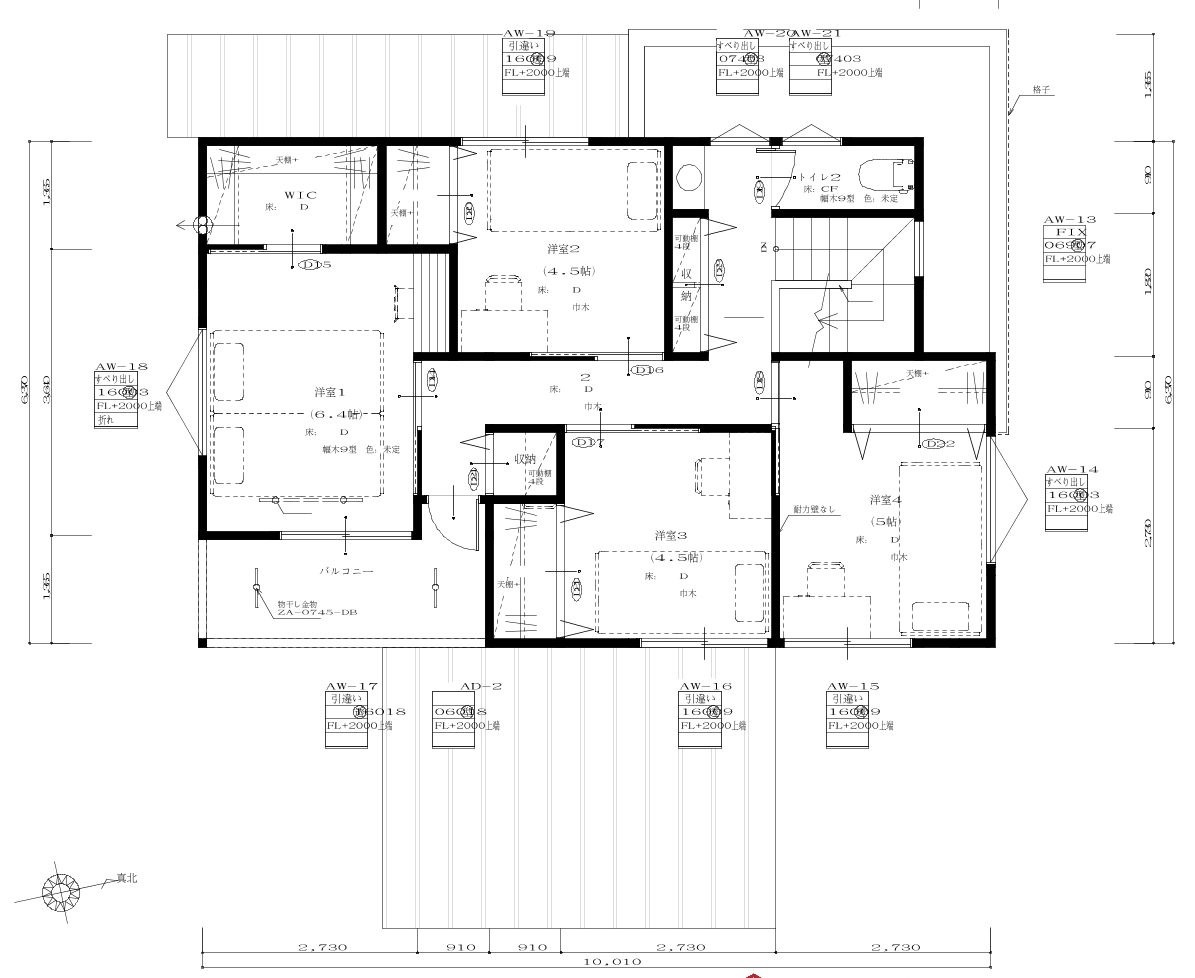 AW-19
引違い
16009
FL+2000上端
AW-20
すべり出し
07403
FL+2000上端
AW-21
すべり出し
07403
FL+2000上端
格子
1,365
910
1,820
910
2,730
6,370
1,365
3,640
1,365
6,370
天棚+
WIC
床: D
天棚+
洋室2
(4.5帖)
床: D
巾木
トイレ2
床: CF
幅木9型 色: 未定
可動棚
4段
収
納
可動棚
4段
AW-13
FIX
06907
FL+2000上端
D15
D16
AW-18
すべり出し
16003
FL+2000上端
折れ
洋室1
(6.4帖)
床: D
幅木9型 色: 未定
2
床: D
巾木
天棚+
D17
D22
収納
可動棚
4段
洋室4
(5帖)
床: D
巾木
耐力壁なし
AW-14
すべり出し
16003
FL+2000上端
洋室3
(4.5帖)
床: D
巾木
天棚+
バルコニー
物干し金物
ZA-0745-DB
AW-17
引違い
16018
FL+2000上端
AD-2
06018
FL+2000上端
AW-16
引違い
16009
FL+2000上端
AW-15
引違い
16009
FL+2000上端
真北
2,730
910
910
2,730
2,730
10,010